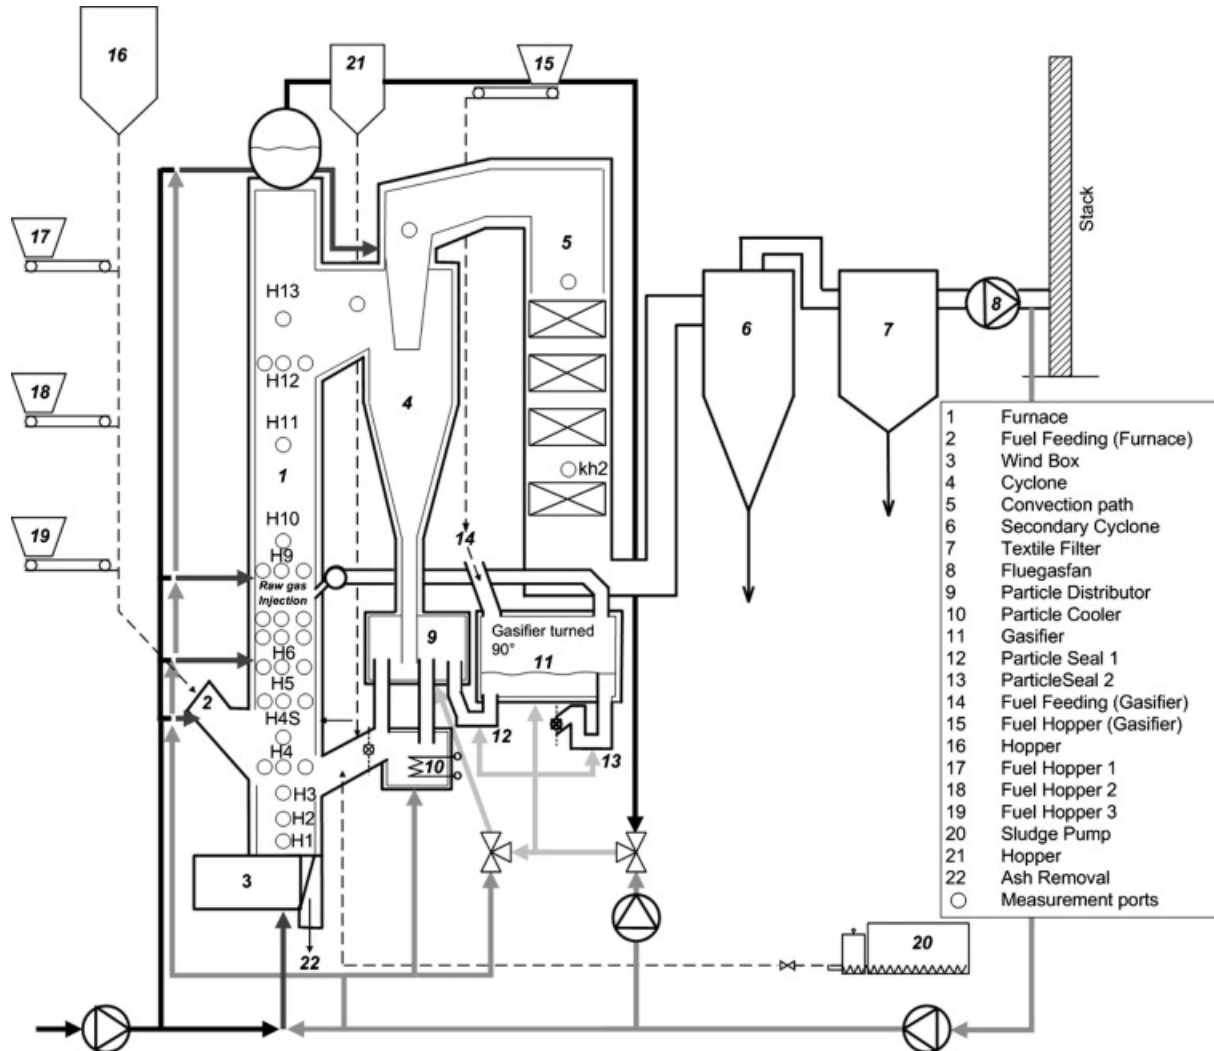 16
21
15
17
5
Stack
H13
8
6
7
H12
18
4
H11
1
kh2
H10
19
14
H9
Raw gas
Injection
9
Gasifier turned
90°
11
H6
H5
2
H4S
12
13
H4
10
H3
H2
H1
3
22
20
1 Furnace
2 Fuel Feeding (Furnace)
3 Wind Box
4 Cyclone
5 Convection path
6 Secondary Cyclone
7 Textile Filter
8 Fluegasfan
9 Particle Distributor
10 Particle Cooler
11 Gasifier
12 Particle Seal 1
13 ParticleSeal 2
14 Fuel Feeding (Gasifier)
15 Fuel Hopper (Gasifier)
16 Hopper
17 Fuel Hopper 1
18 Fuel Hopper 2
19 Fuel Hopper 3
20 Sludge Pump
21 Hopper
22 Ash Removal
Measurement ports